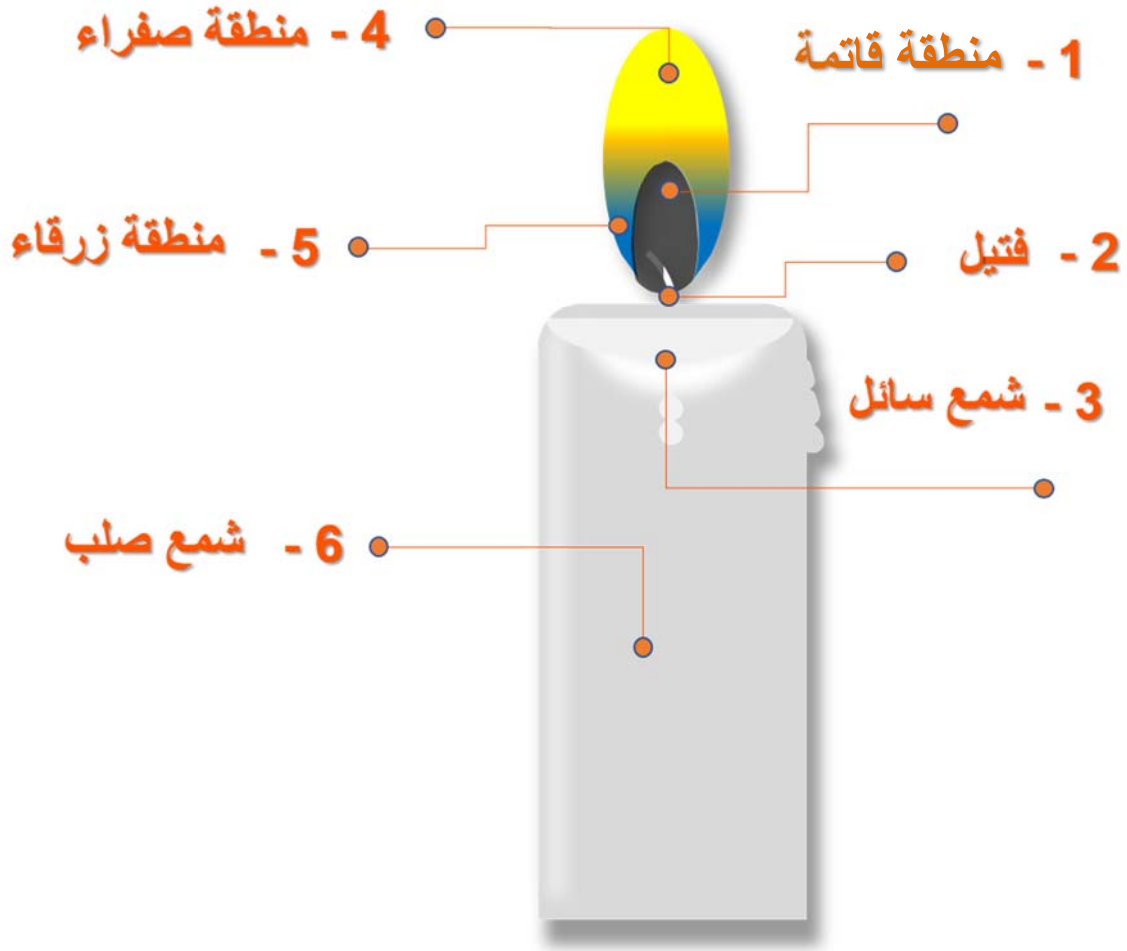 1 - منطقة قاتمة
2 - فتيل
3 - شمع سائل
4 - منطقة صفراء
5 - منطقة زرقاء
6 - شمع صلب